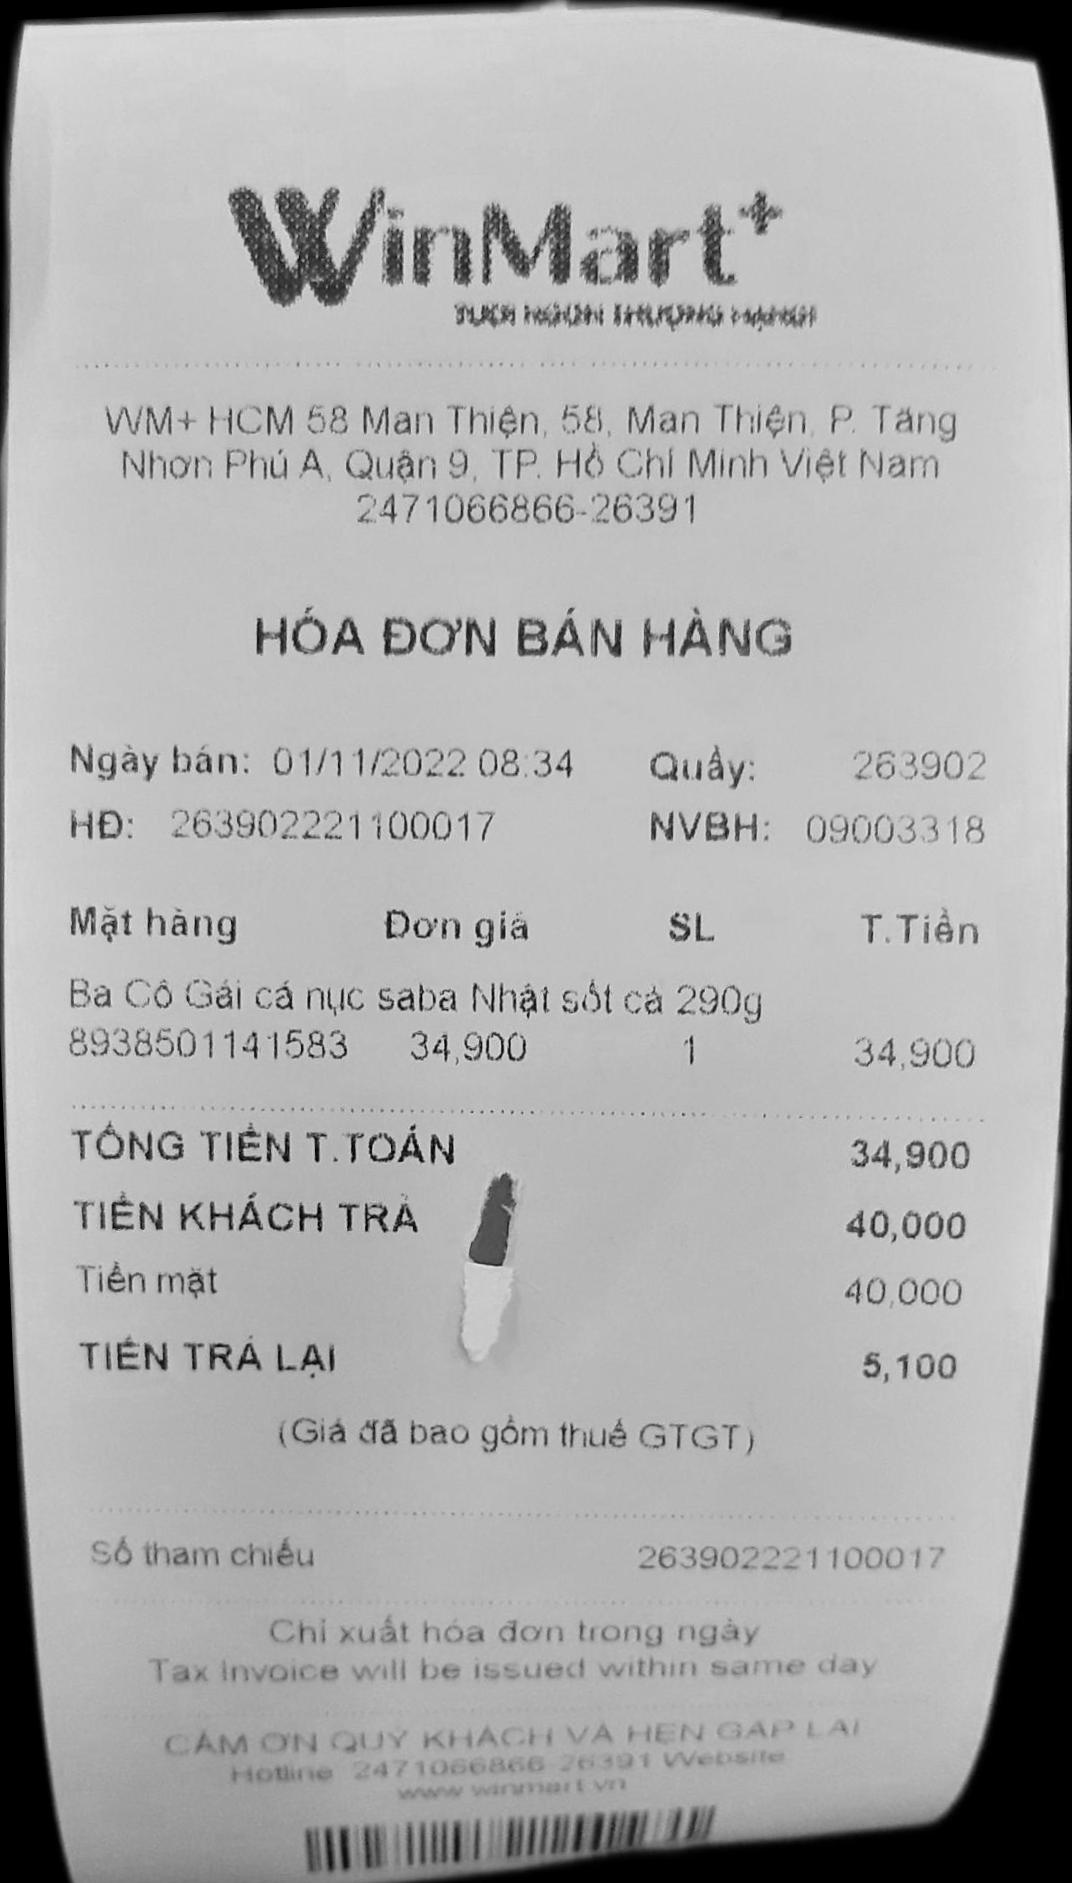 WinMart+
TƯƠI NGON THƯỢNG HẠNG
WM+ HCM 58 Man Thiện, 58, Man Thiện, P. Tăng
Nhơn Phú A, Quận 9, TP. Hồ Chí Minh Việt Nam
2471066866-26391
HÓA ĐƠN BÁN HÀNG
Ngày bán: 01/11/2022 08:34 Quầy: 263902
HĐ: 263902221100017 NVBH: 09003318
Mặt hàng Đơn giá SL T.Tiền
Ba Cô Gái cá nục saba Nhật sốt cà 290g
8938501141583 34,900 1 34,900
TỔNG TIỀN T.TOÁN 34,900
TIỀN KHÁCH TRẢ 40,000
Tiền mặt 40,000
TIỀN TRẢ LẠI 5,100
(Giá đã bao gồm thuế GTGT)
Số tham chiếu 263902221100017
Chỉ xuất hóa đơn trong ngày
Tax Invoice will be issued within same day
CẢM ƠN QUÝ KHÁCH VÀ HẸN GẶP LẠI
Hotline 2471066866-26391 Website
www.winmart.vn